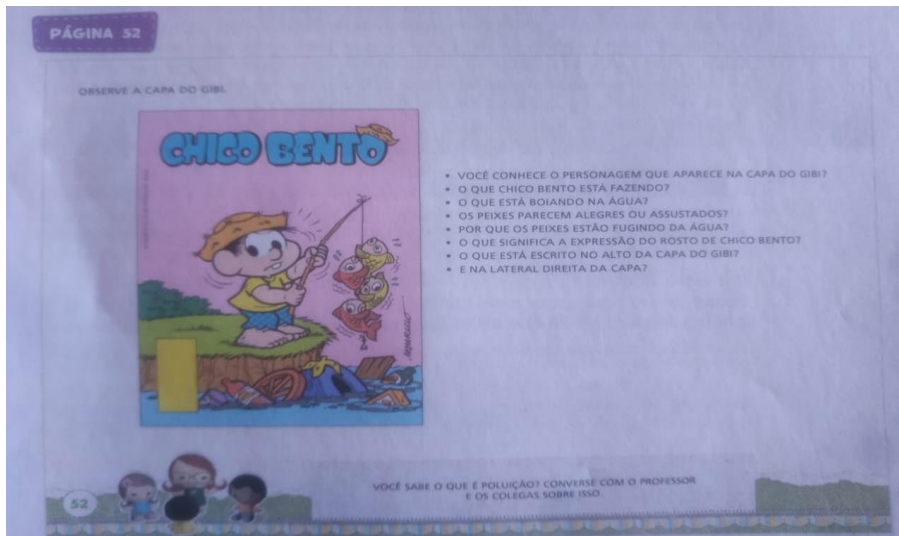 PÁGINA 52
OBSERVE A CAPA DO GIBI.
CHICO BENTO
• VOCÊ CONHECE O PERSONAGEM QUE APARECE NA CAPA DO GIBI?
• O QUE CHICO BENTO ESTÁ FAZENDO?
• O QUE ESTÁ BOIANDO NA ÁGUA?
• OS PEIXES PARECEM ALEGRES OU ASSUSTADOS?
• POR QUE OS PEIXES ESTÃO FUGINDO DA ÁGUA?
• O QUE SIGNIFICA A EXPRESSÃO DO ROSTO DE CHICO BENTO?
• O QUE ESTÁ ESCRITO NO ALTO DA CAPA DO GIBI?
• E NA LATERAL DIREITA DA CAPA?
MAURICIO
VOCÊ SABE O QUE É POLUIÇÃO? CONVERSE COM O PROFESSOR
E OS COLEGAS SOBRE ISSO.
52